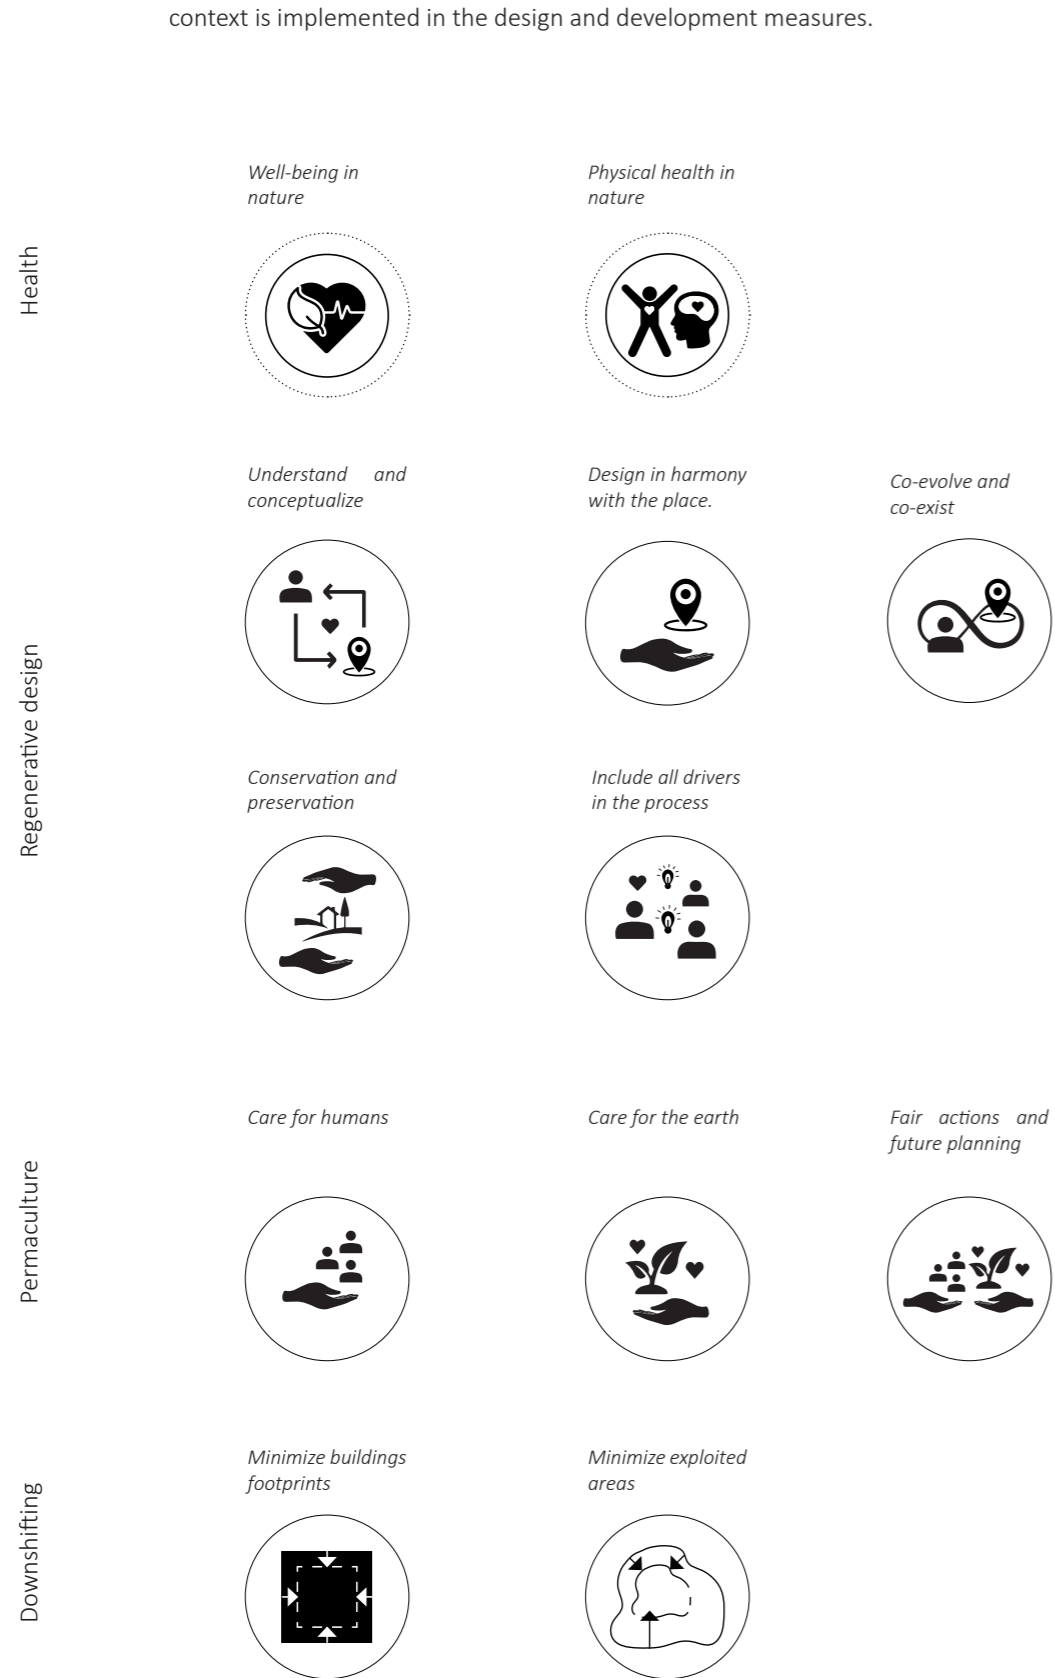 context is implemented in the design and development measures.
Health
Well-being in
nature
Physical health in
nature
Regenerative design
Understand and
conceptualize
Design in harmony
with the place.
Co-evolve and
co-exist
Conservation and
preservation
Include all drivers
in the process
Permaculture
Care for humans
Care for the earth
Fair actions and
future planning
Downshifting
Minimize buildings
footprints
Minimize exploited
areas